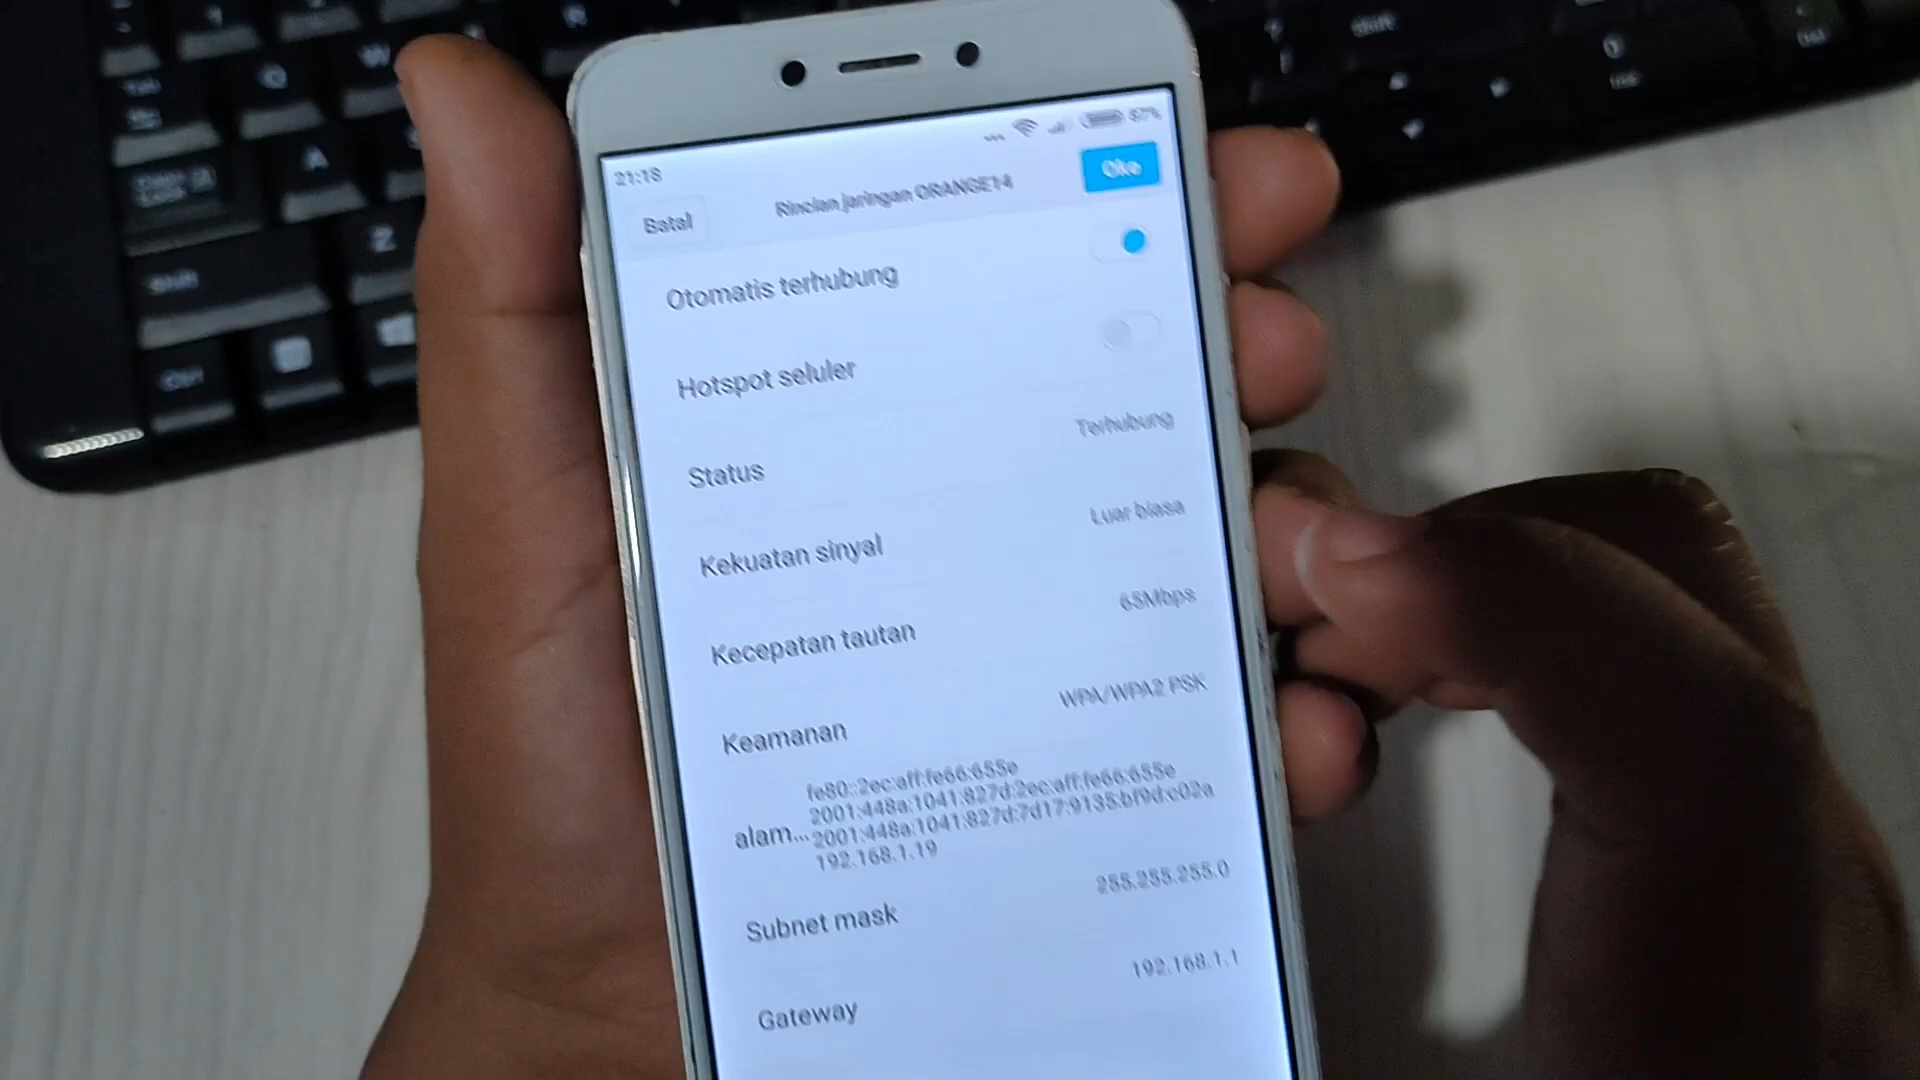 21:18
87%
Batal
Rincian jaringan ORANGE14
Oke
Otomatis terhubung
Hotspot seluler
Status
Terhubung
Kekuatan sinyal
Luar biasa
Kecepatan tautan
65Mbps
Keamanan
WPA/WPA2 PSK
alam...
fe80::2ec:aff:fe66:655e
2001:448a:1041:827d:2ec:aff:fe66:655e
2001:448a:1041:827d:7d17:9135:bf9d:c02a
192.168.1.19
Subnet mask
255.255.255.0
Gateway
192.168.1.1
Q
W
R
A
Z
Shift
Ctrl
Shift